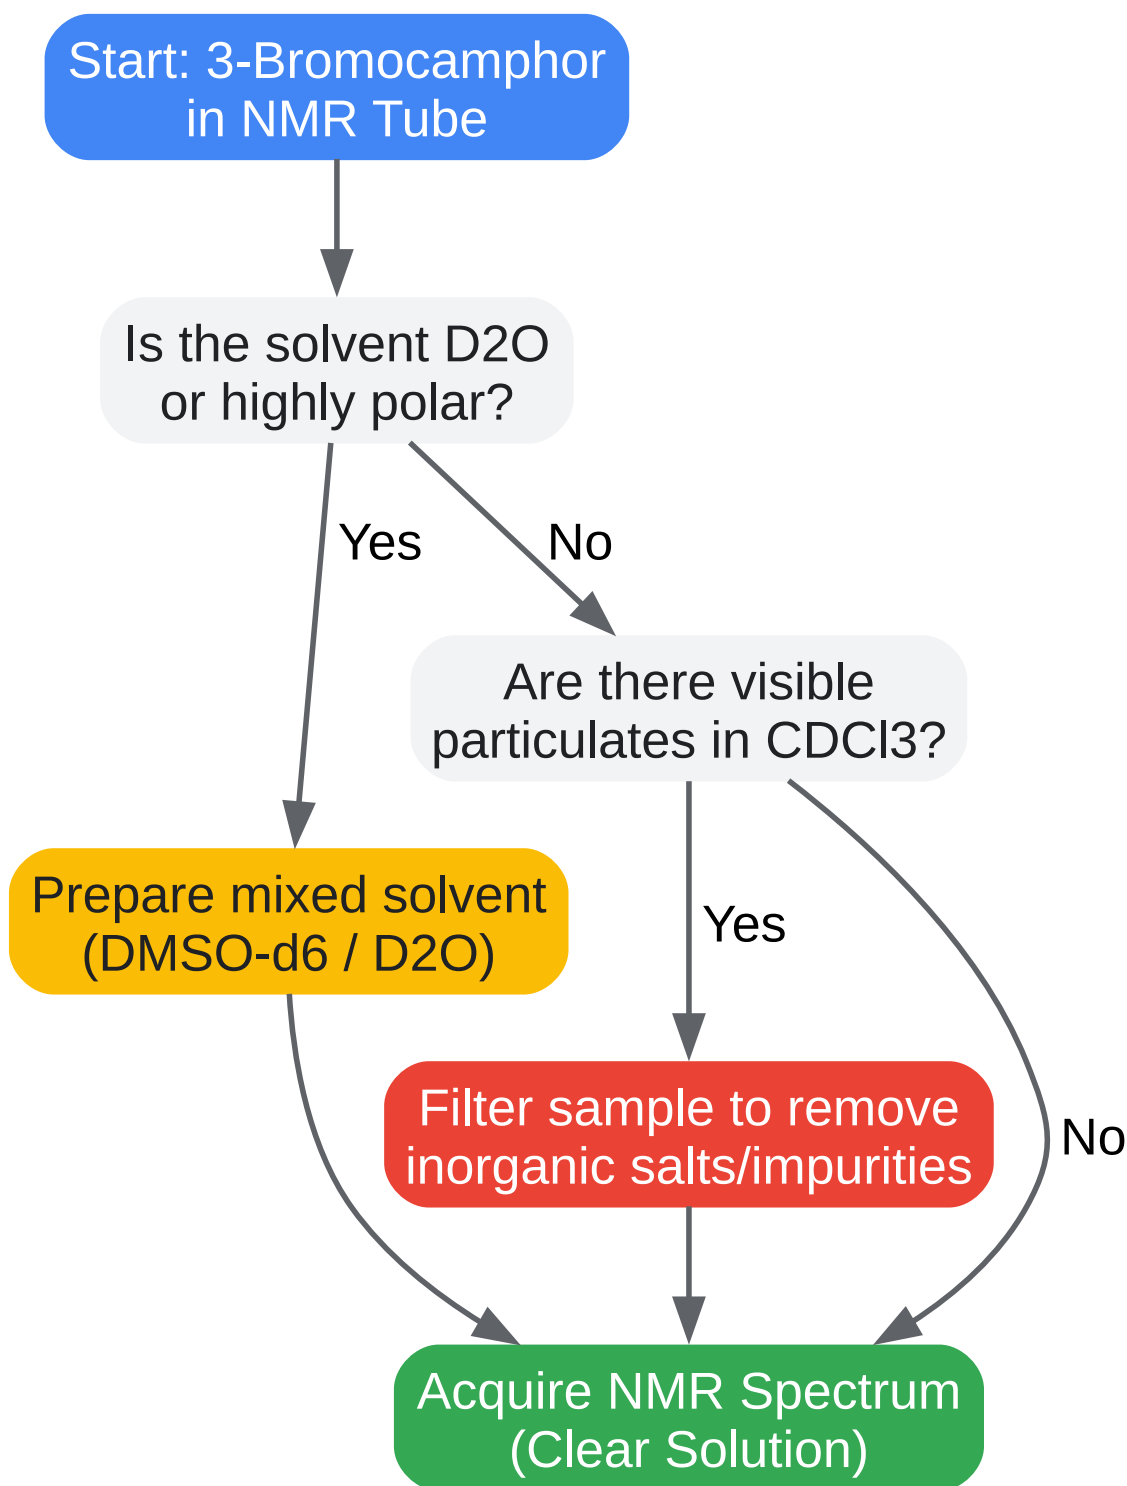 Start: 3-Bromocamphor
in NMR Tube
Is the solvent D2O
or highly polar?
Yes
No
Are there visible
particulates in CDCl3?
Prepare mixed solvent
(DMSO-d6 / D2O)
Yes
Filter sample to remove
inorganic salts/impurities
No
Acquire NMR Spectrum
(Clear Solution)